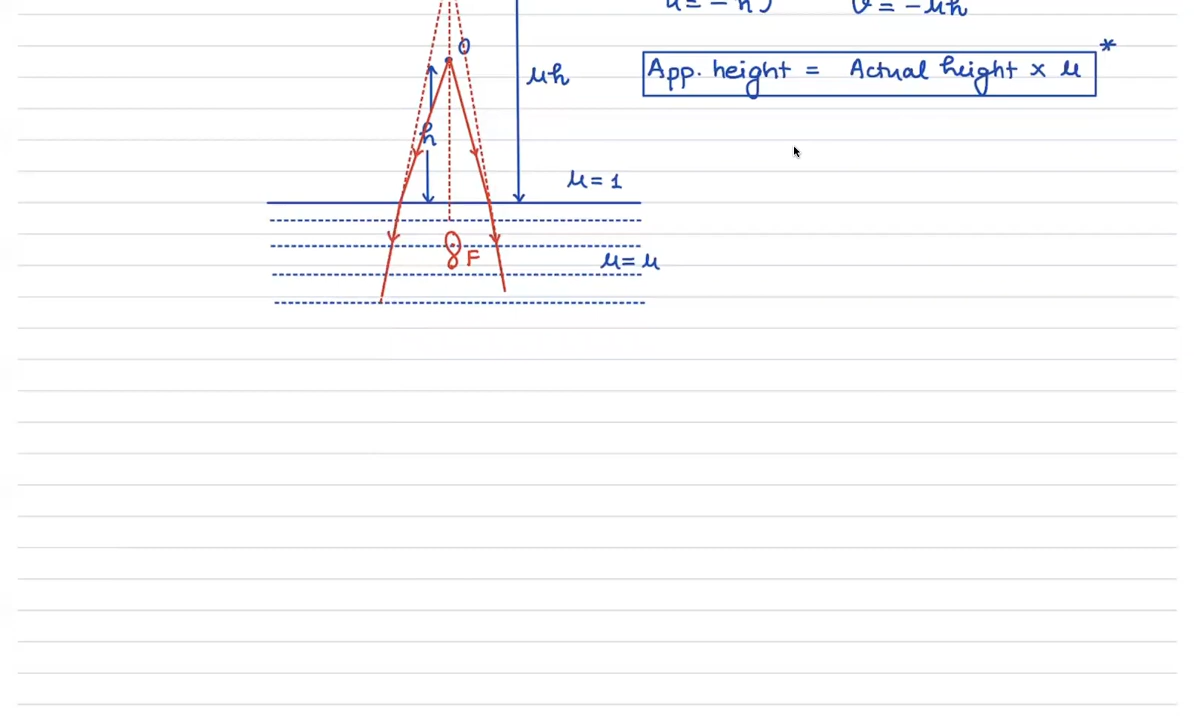 u = - h } v = - μh
O
App. height = Actual height × μ *
μh
h
μ = 1
F
μ = μ